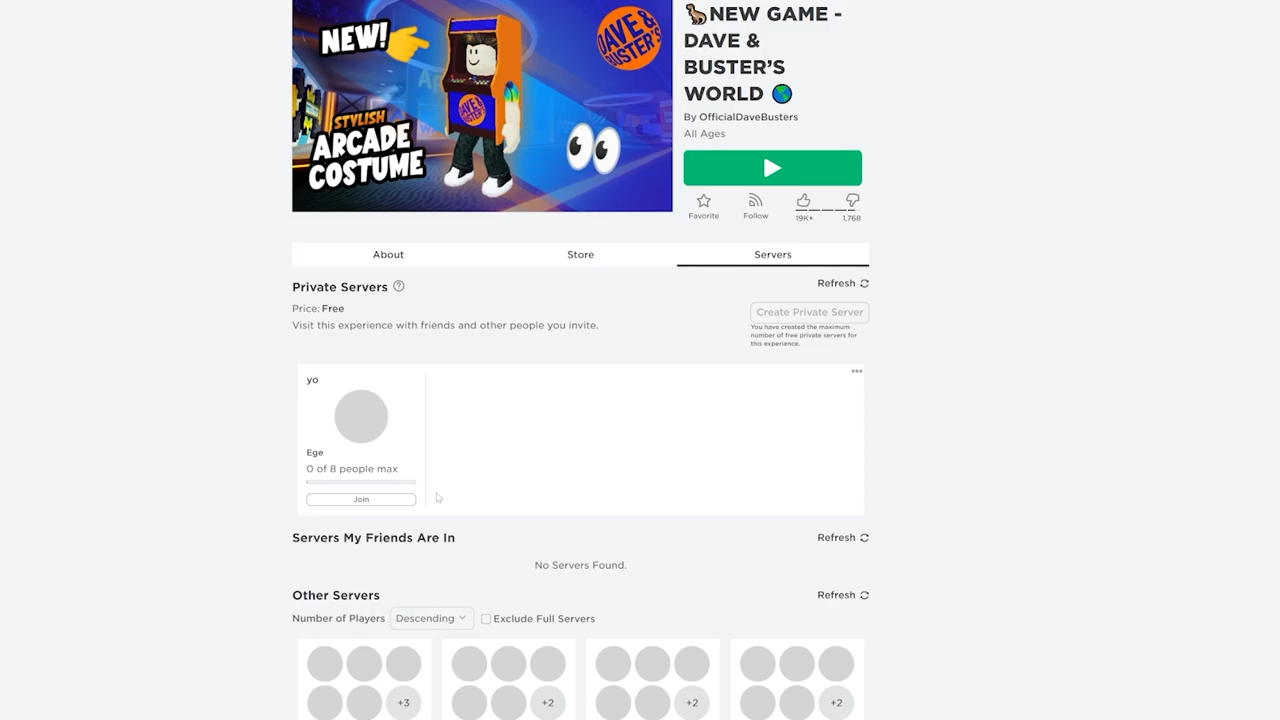 NEW!
DAVE &
BUSTER'S
DAVE &
BUSTER'S
STYLISH
ARCADE
COSTUME
🦕NEW GAME -
DAVE &
BUSTER'S
WORLD 🌎
By OfficialDaveBusters
All Ages
Favorite
Follow
19K+
1,768
About
Store
Servers
Private Servers
Refresh
Price: Free
Visit this experience with friends and other people you invite.
Create Private Server
You have created the maximum
number of free private servers for
this experience.
yo
Ege
0 of 8 people max
Join
Servers My Friends Are In
Refresh
No Servers Found.
Other Servers
Refresh
Number of Players
Descending
Exclude Full Servers
+3
+2
+2
+2